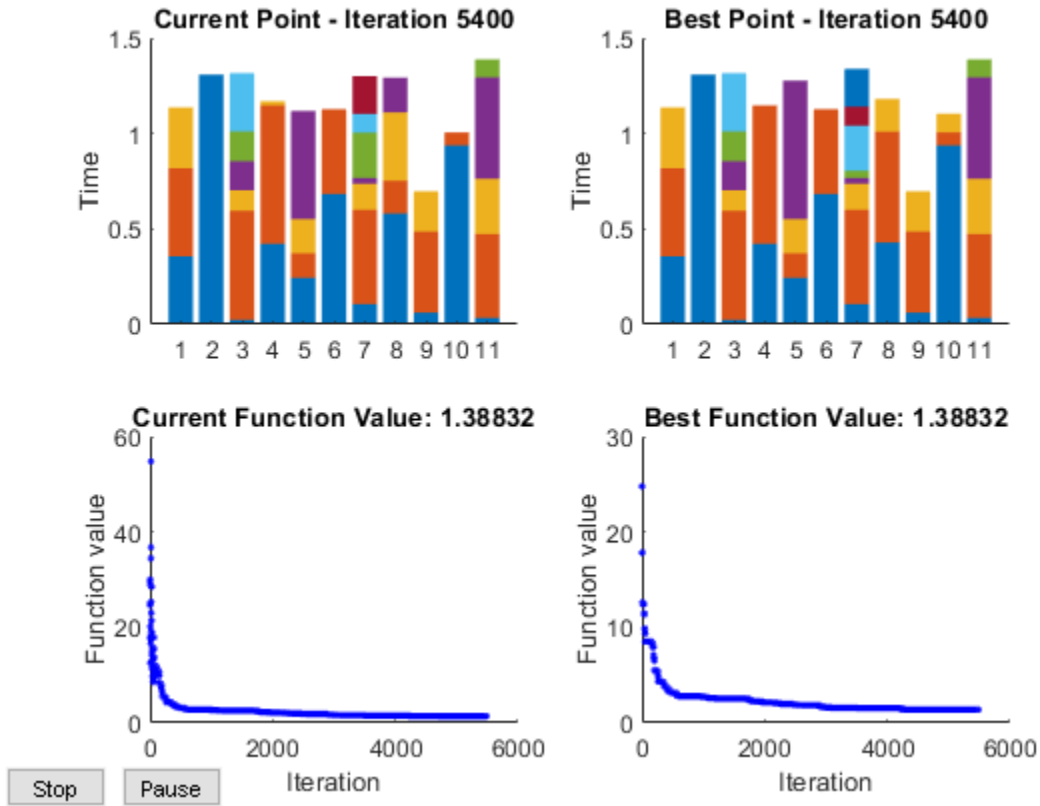 Current Point - Iteration 5400
1.5
1
0.5
0
Time
1 2 3 4 5 6 7 8 9 10 11
Best Point - Iteration 5400
1.5
1
0.5
0
Time
1 2 3 4 5 6 7 8 9 10 11
Current Function Value: 1.38832
60
40
20
0
Function value
0 2000 4000 6000
Iteration
Best Function Value: 1.38832
30
20
10
0
Function value
0 2000 4000 6000
Iteration
Stop
Pause